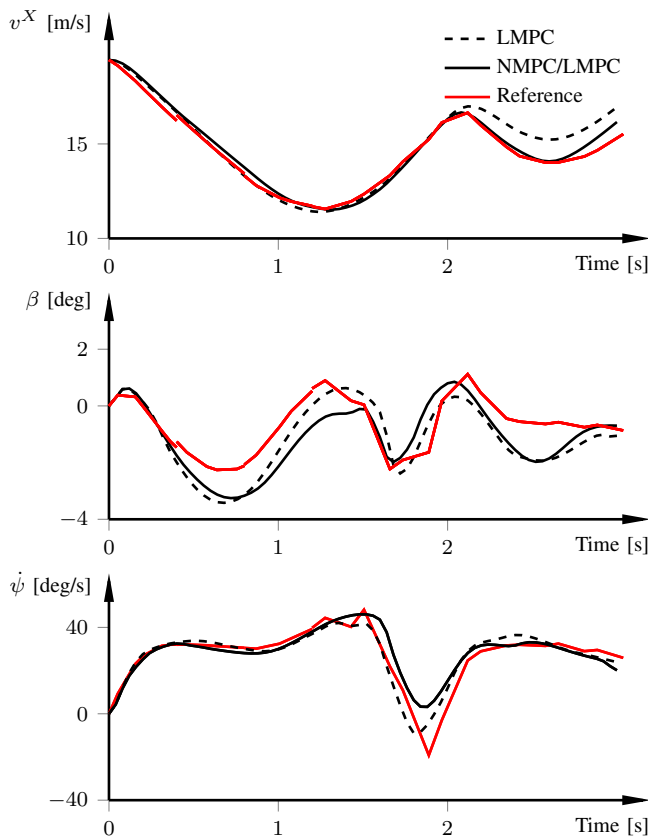 v^X [m/s]
LMPC
NMPC/LMPC
Reference
15
10
0
1
2
Time [s]
β [deg]
2
0
−4
0
1
2
Time [s]
ψ̇ [deg/s]
40
0
−40
0
1
2
Time [s]